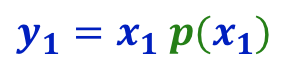 y₁ = x₁ p(x₁)